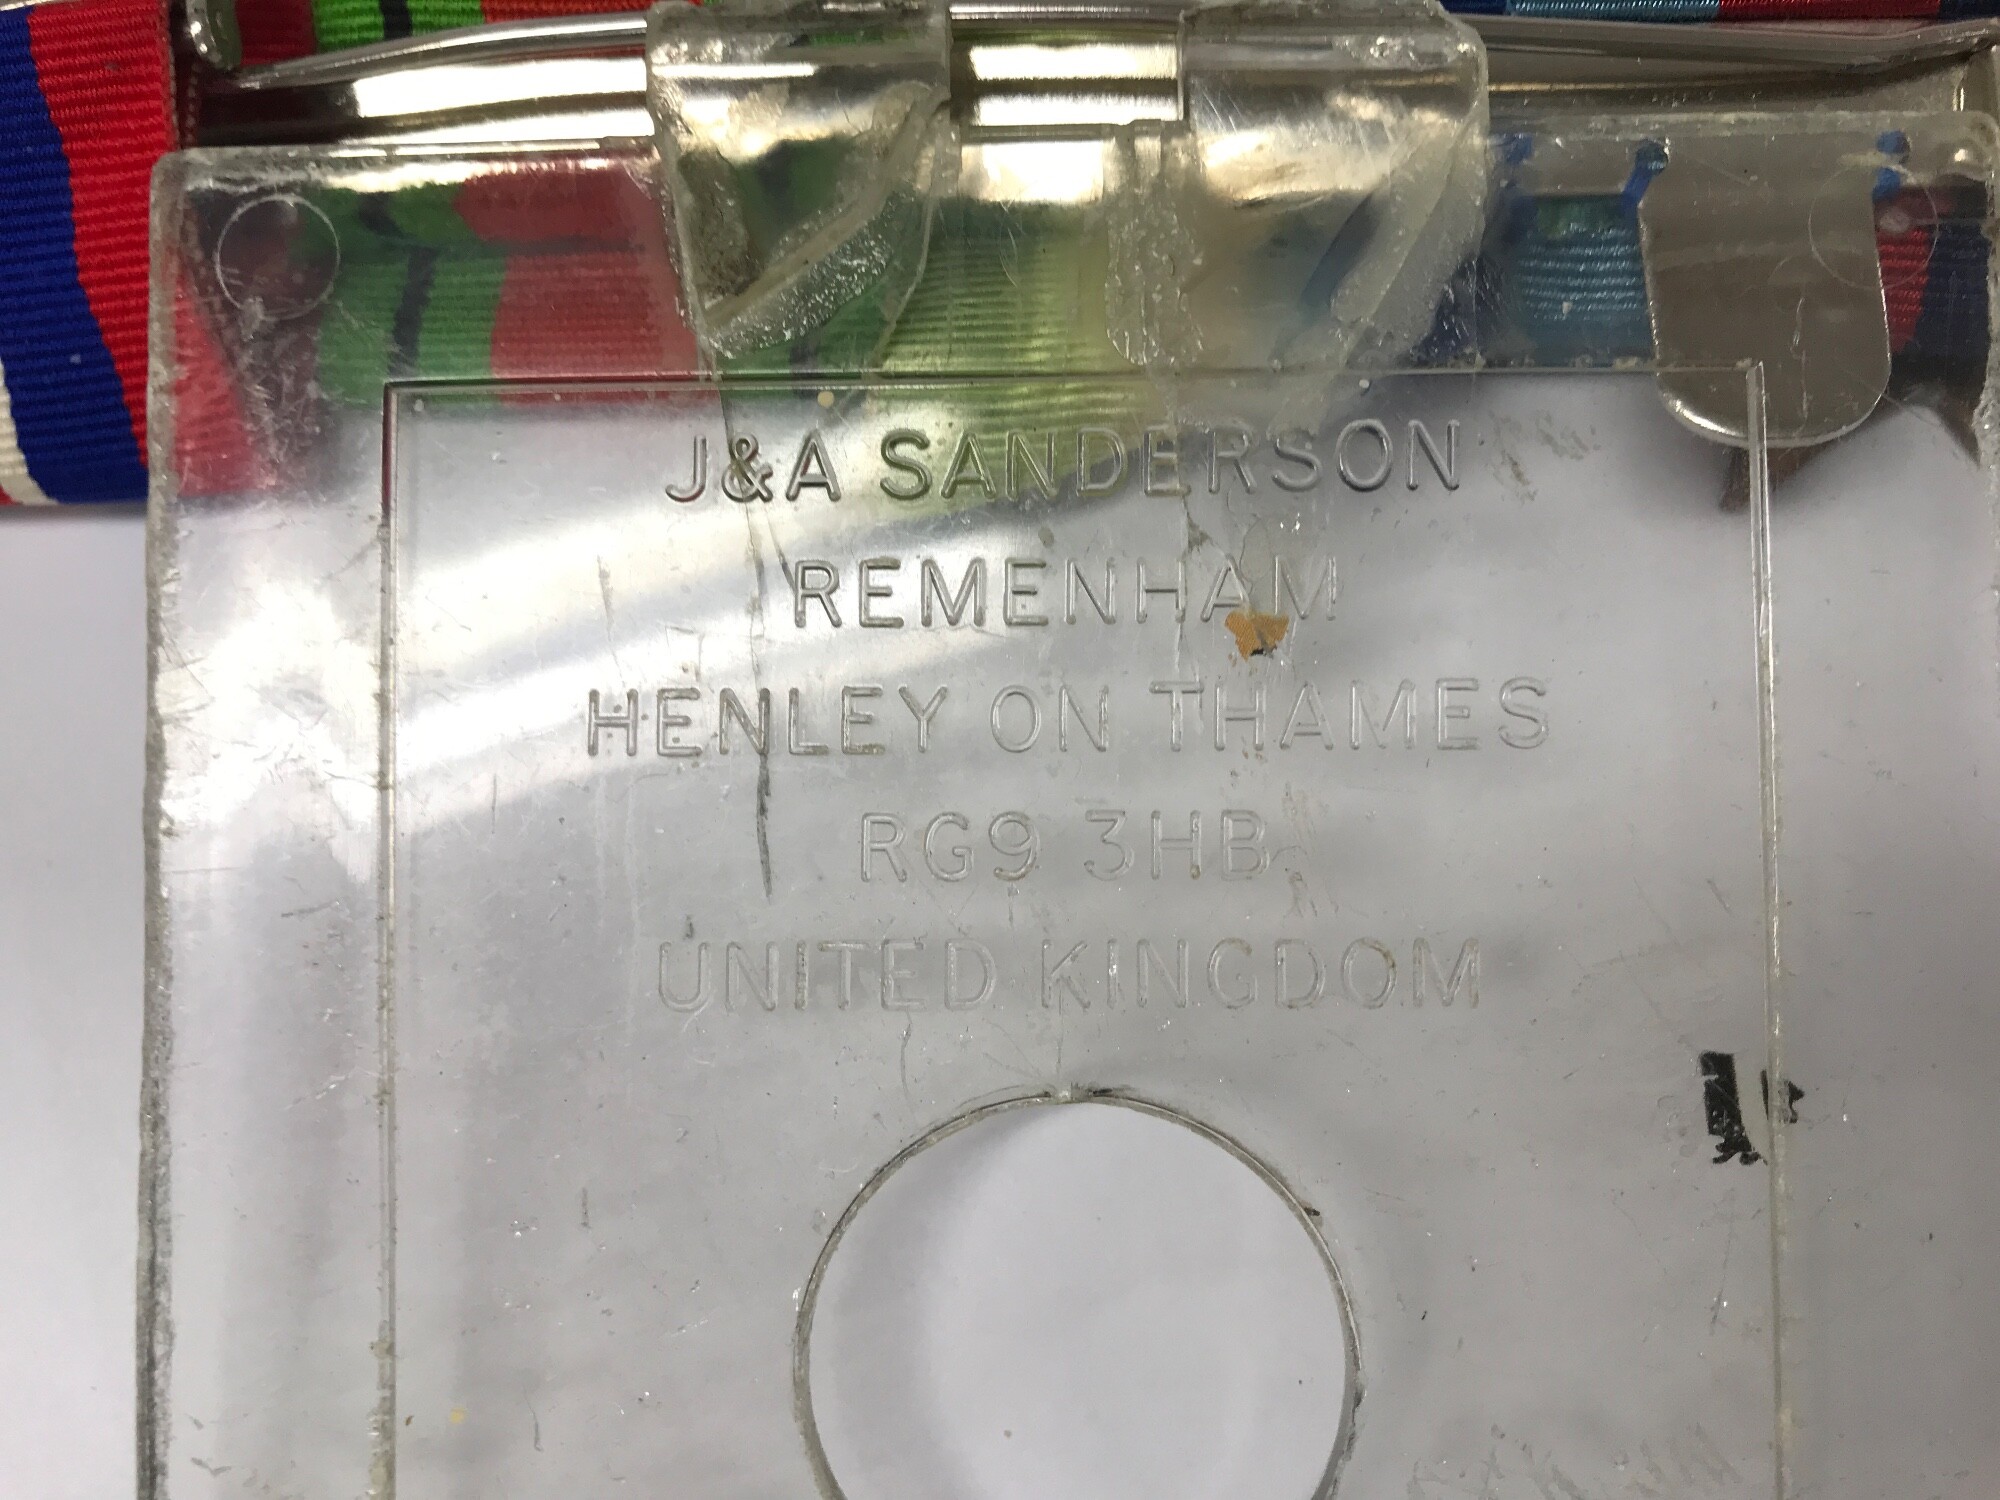 J&A SANDERSON
REMENHAM
HENLEY ON THAMES
RG9 3HB
UNITED KINGDOM